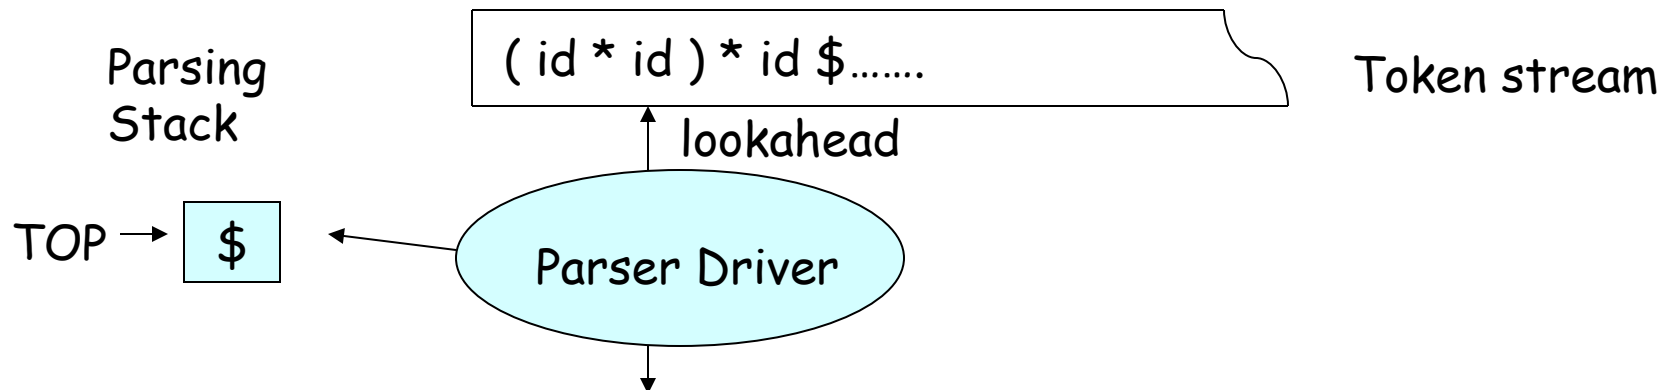 Parsing
Stack
( id * id ) * id $.......
Token stream
lookahead
TOP
$
Parser Driver